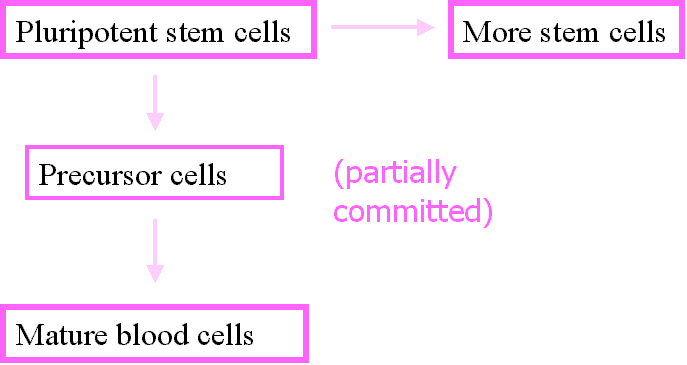 Pluripotent stem cells
More stem cells
Precursor cells
(partially
committed)
Mature blood cells